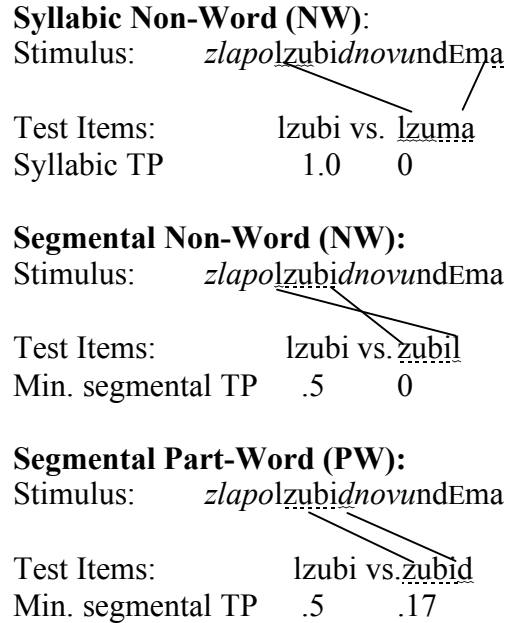 Syllabic Non-Word (NW):
Stimulus: zlapolzubidnovundEma
Test Items: lzubi vs. lzuma
Syllabic TP 1.0 0
Segmental Non-Word (NW):
Stimulus: zlapolzubidnovundEma
Test Items: lzubi vs. zubil
Min. segmental TP .5 0
Segmental Part-Word (PW):
Stimulus: zlapolzubidnovundEma
Test Items: lzubi vs. zubid
Min. segmental TP .5 .17